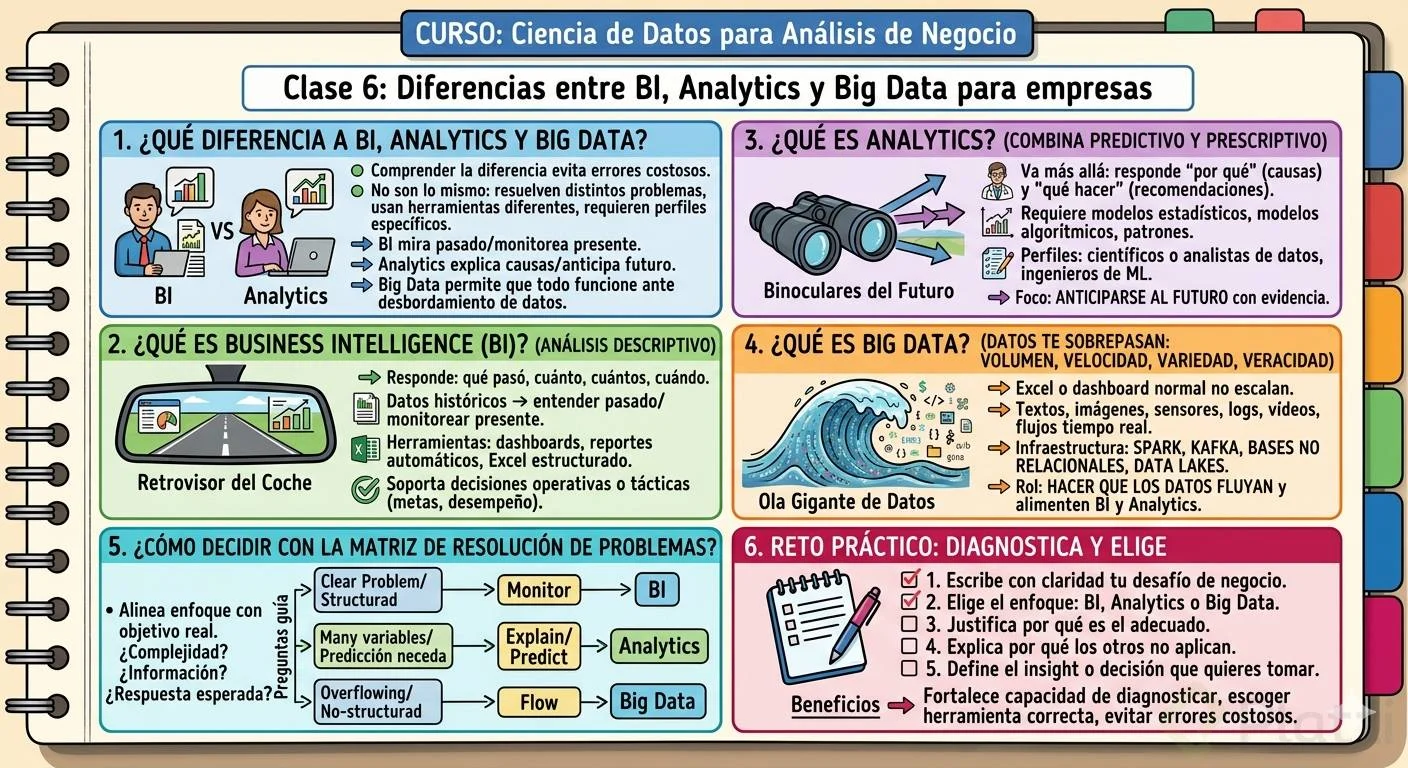 CURSO: Ciencia de Datos para Análisis de Negocio
Clase 6: Diferencias entre BI, Analytics y Big Data para empresas
1. ¿QUÉ DIFERENCIA A BI, ANALYTICS Y BIG DATA?
VS
BI
Analytics
Comprender la diferencia evita errores costosos.
No son lo mismo: resuelven distintos problemas,
usan herramientas diferentes, requieren perfiles
específicos.
BI mira pasado/monitorea presente.
Analytics explica causas/anticipa futuro.
Big Data permite que todo funcione ante
desbordamiento de datos.
2. ¿QUÉ ES BUSINESS INTELLIGENCE (BI)? (ANÁLISIS DESCRIPTIVO)
Retrovisor del Coche
Responde: qué pasó, cuánto, cuántos, cuándo.
Datos históricos → entender pasado/
monitorear presente.
Herramientas: dashboards, reportes
automáticos, Excel estructurado.
Soporta decisiones operativas o tácticas
(metas, desempeño).
3. ¿QUÉ ES ANALYTICS? (COMBINA PREDICTIVO Y PRESCRIPTIVO)
Binoculares del Futuro
Va más allá: responde “por qué” (causas)
y "qué hacer" (recomendaciones).
Requiere modelos estadísticos, modelos
algorítmicos, patrones.
Perfiles: científicos o analistas de datos,
ingenieros de ML.
Foco: ANTICIPARSE AL FUTURO con evidencia.
4. ¿QUÉ ES BIG DATA? (DATOS TE SOBREPASAN:
VOLUMEN, VELOCIDAD, VARIEDAD, VERACIDAD)
Ola Gigante de Datos
Excel o dashboard normal no escalan.
Textos, imágenes, sensores, logs, vídeos,
flujos tiempo real.
Infraestructura: SPARK, KAFKA, BASES NO
RELACIONALES, DATA LAKES.
Rol: HACER QUE LOS DATOS FLUYAN y
alimenten BI y Analytics.
5. ¿CÓMO DECIDIR CON LA MATRIZ DE RESOLUCIÓN DE PROBLEMAS?
• Alinea enfoque con
objetivo real.
¿Complejidad?
¿Información?
¿Respuesta esperada?
Preguntas guía
Clear Problem/
Structurad
Monitor
BI
Many variables/
Predicción neceda
Explain/
Predict
Analytics
Overflowing/
No-structurad
Flow
Big Data
6. RETO PRÁCTICO: DIAGNOSTICA Y ELIGE
1. Escribe con claridad tu desafío de negocio.
2. Elige el enfoque: BI, Analytics o Big Data.
3. Justifica por qué es el adecuado.
4. Explica por qué los otros no aplican.
5. Define el insight o decisión que quieres tomar.
Beneficios
Fortalece capacidad de diagnosticar, escoger
herramienta correcta, evitar errores costosos.